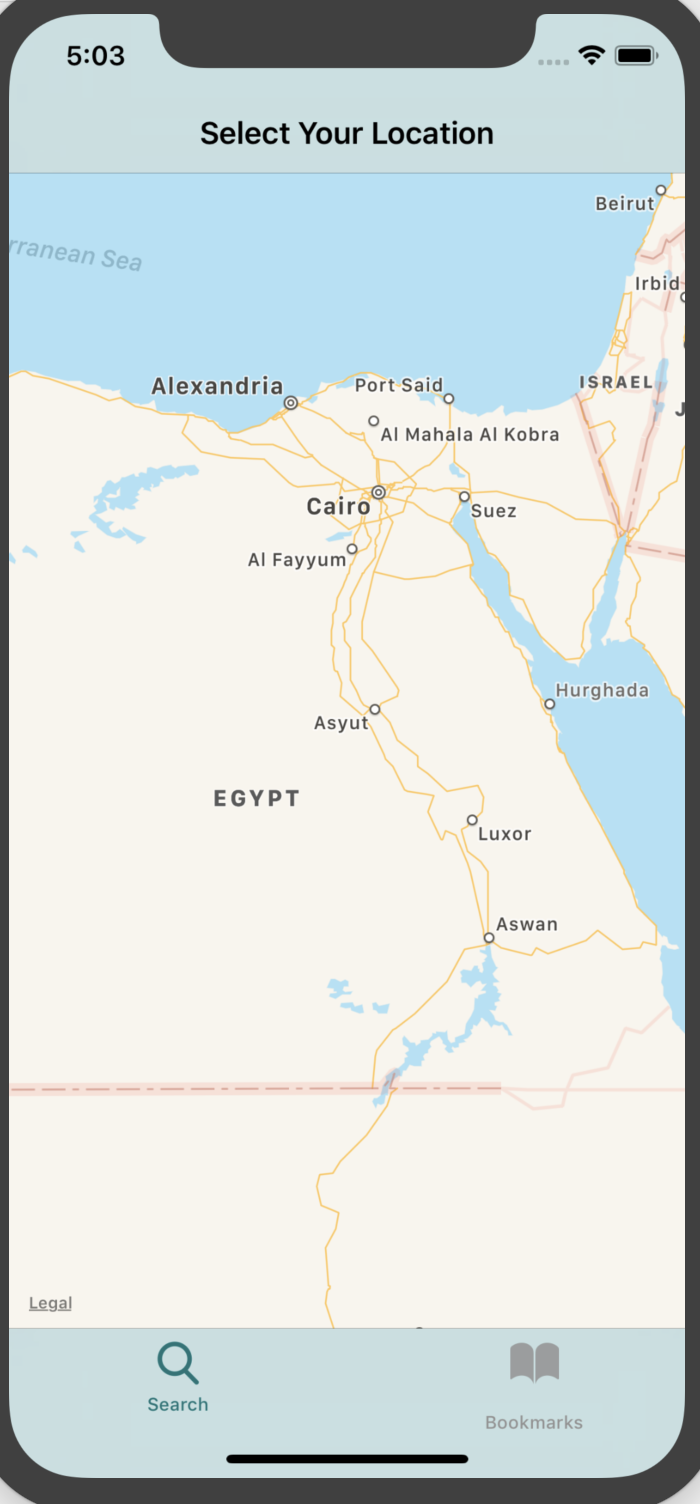 5:03
Select Your Location
Beirut
rranean Sea
Irbid
ISRAEL
J
Alexandria
Port Said
Al Mahala Al Kobra
Cairo
Suez
Al Fayyum
Hurghada
Asyut
EGYPT
Luxor
Aswan
Legal
Search
Bookmarks